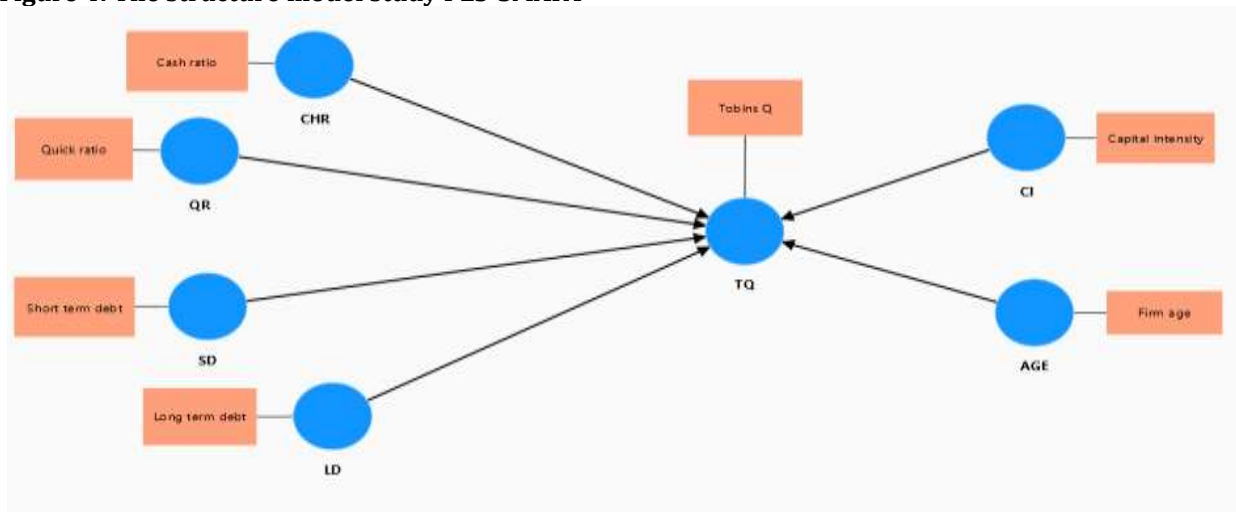 Cash ratio
CHR
Quick ratio
QR
Short term debt
SD
Long term debt
LD
Tobins Q
TQ
Capital intensity
CI
Firm age
AGE